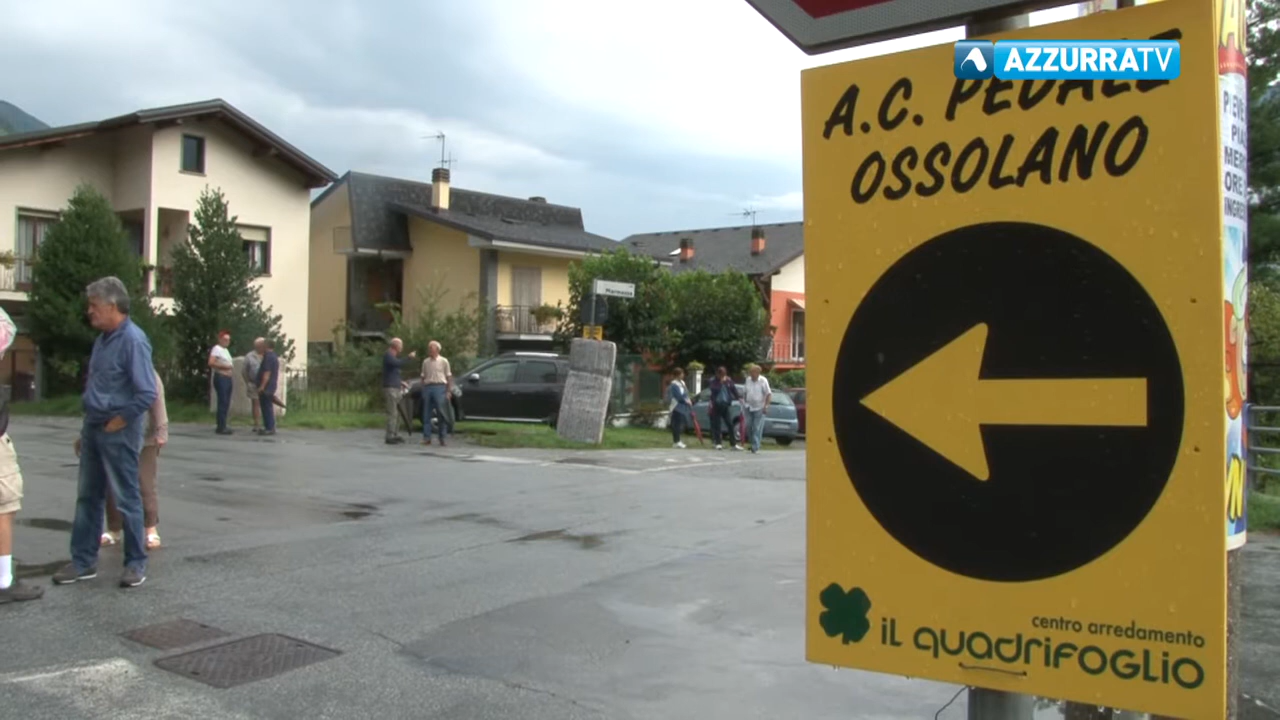 AZZURRATV
A.C. PEDALE
OSSOLANO
centro arredamento
il quadrifoglio